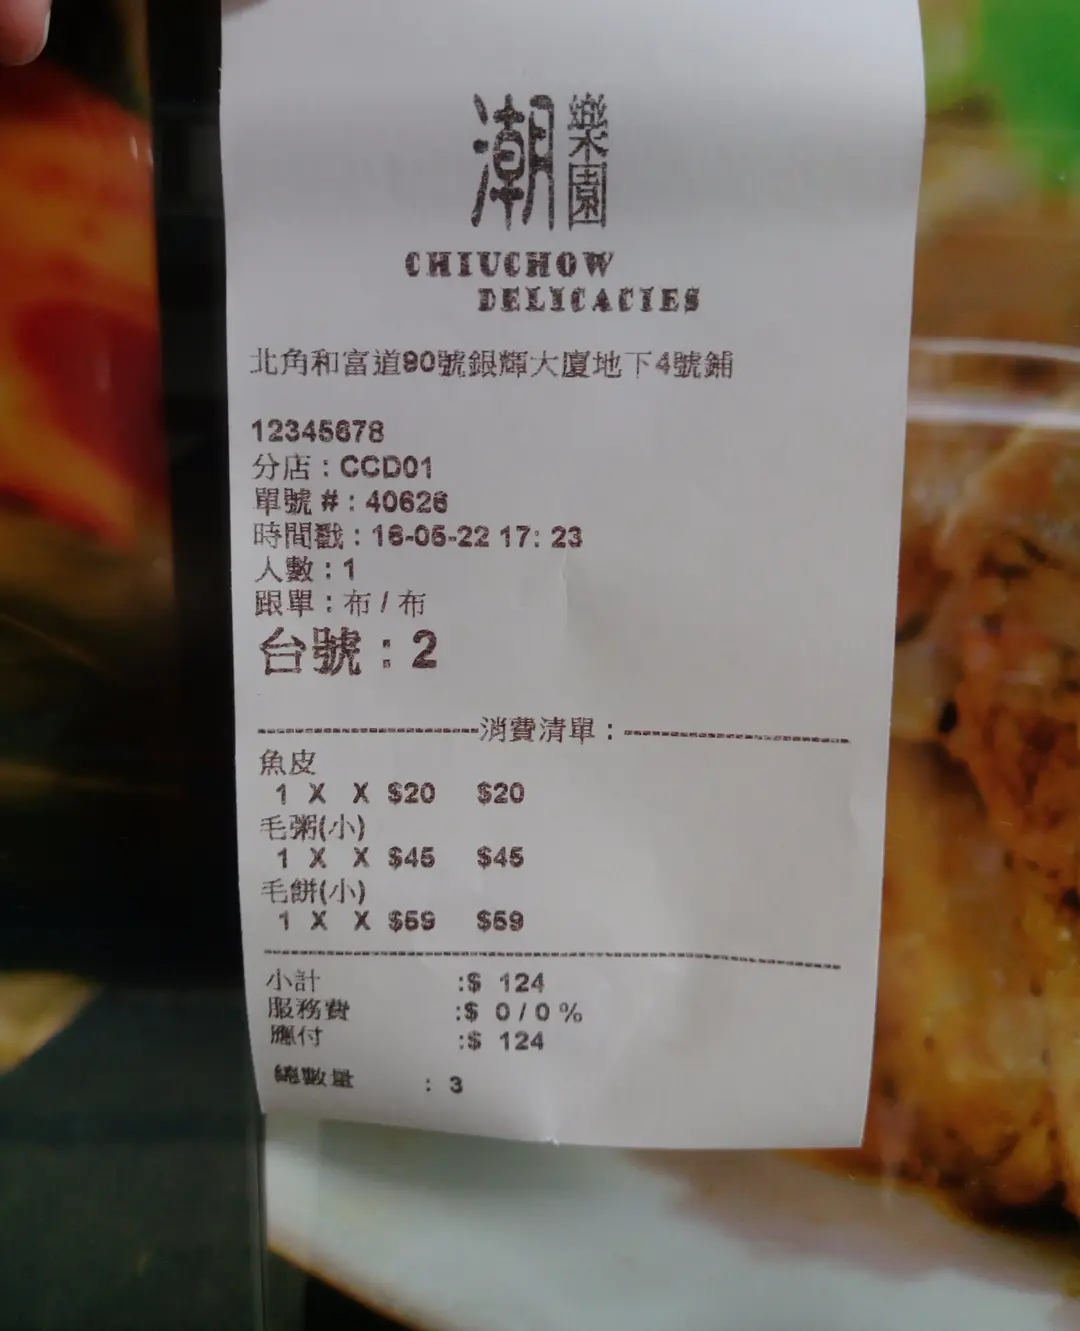 潮樂園
CHIUCHOW
DELICACIES
北角和富道90號銀輝大廈地下4號鋪
12345678
分店：CCD01
單號 #：40626
時間戳：16-05-22 17: 23
人數：1
跟單：布 / 布
台號：2
消費清單：
魚皮
1 X X $20 $20
毛粥(小)
1 X X $45 $45
毛餅(小)
1 X X $59 $59
小計 :$ 124
服務費 :$ 0 / 0 %
應付 :$ 124
總數量 : 3